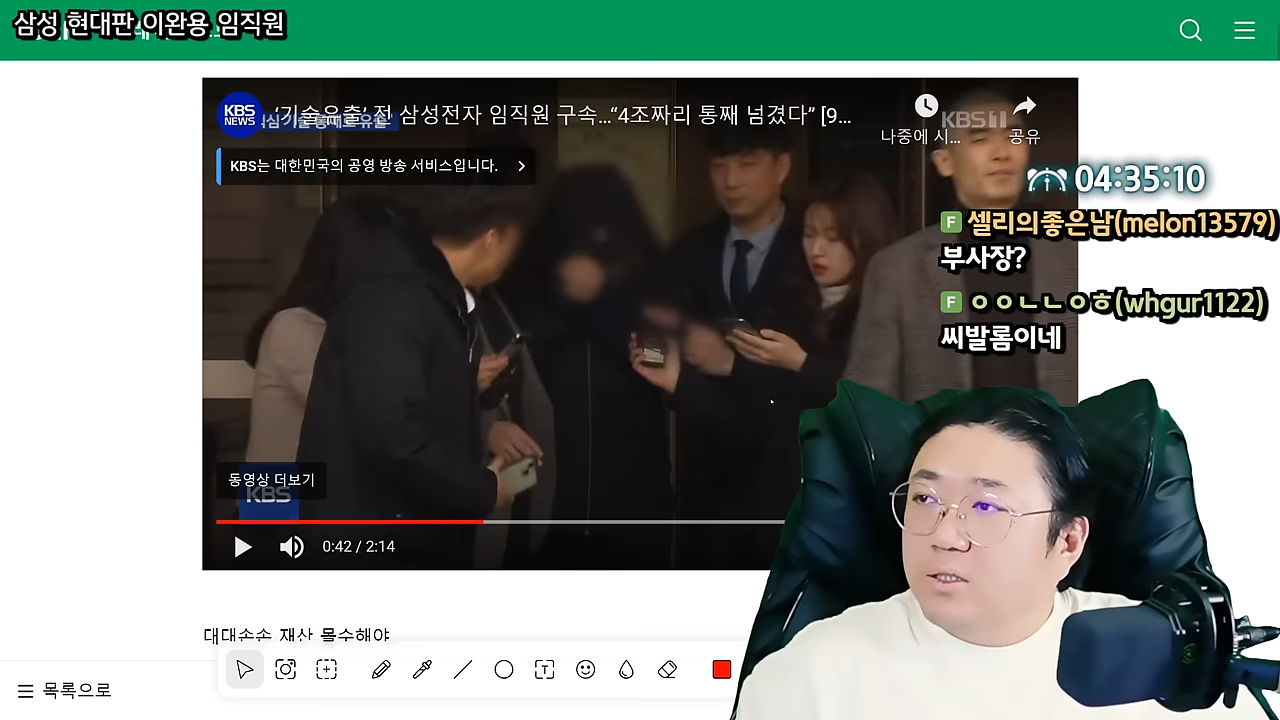 삼성 현대판 이완용 임직원
KBS NEWS
'기술유출' 전 삼성전자 임직원 구속…“4조짜리 통째 넘겼다” [9...
나중에 시...
공유
KBS 1
KBS는 대한민국의 공영 방송 서비스입니다.
04:35:10
F 셀리의좋은남(melon13579)
부사장?
F ㅇㅇㄴㄴㅇㅎ(whgur1122)
씨발롬이네
동영상 더보기
KBS
0:42 / 2:14
대대손손 재산 몰수해야
목록으로